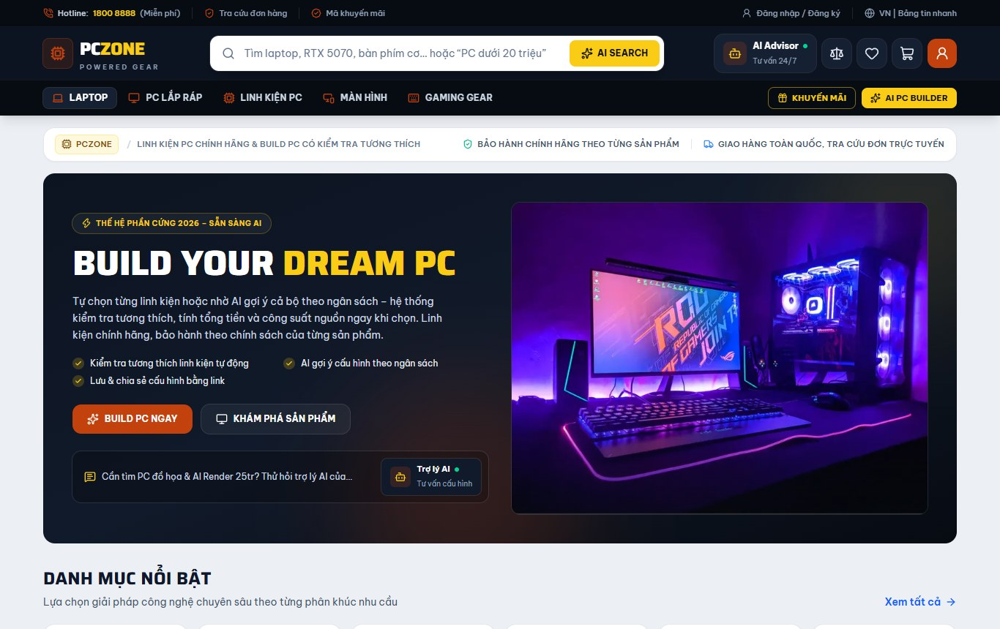 Hotline: 1800 8888 (Miễn phí)
Tra cứu đơn hàng
Mã khuyến mãi
Đăng nhập / Đăng ký
VN | Bảng tin nhanh
PCZONE
POWERED GEAR
Tìm laptop, RTX 5070, bàn phím cơ... hoặc “PC dưới 20 triệu”
AI SEARCH
AI Advisor
Tư vấn 24/7
LAPTOP
PC LẮP RÁP
LINH KIỆN PC
MÀN HÌNH
GAMING GEAR
KHUYẾN MÃI
AI PC BUILDER
PCZONE / LINH KIỆN PC CHÍNH HÃNG & BUILD PC CÓ KIỂM TRA TƯƠNG THÍCH
BẢO HÀNH CHÍNH HÃNG THEO TỪNG SẢN PHẨM
GIAO HÀNG TOÀN QUỐC, TRA CỨU ĐƠN TRỰC TUYẾN
THẾ HỆ PHẦN CỨNG 2026 – SẴN SÀNG AI
BUILD YOUR DREAM PC
Tự chọn từng linh kiện hoặc nhờ AI gợi ý cả bộ theo ngân sách – hệ thống
kiểm tra tương thích, tính tổng tiền và công suất nguồn ngay khi chọn. Linh
kiện chính hãng, bảo hành theo chính sách của từng sản phẩm.
Kiểm tra tương thích linh kiện tự động
AI gợi ý cấu hình theo ngân sách
Lưu & chia sẻ cấu hình bằng link
BUILD PC NGAY
KHÁM PHÁ SẢN PHẨM
Cần tìm PC đồ họa & AI Render 25tr? Thử hỏi trợ lý AI của...
Trợ lý AI
Tư vấn cấu hình
REPUBLIC OF GAMERS
JOIN
OF GAMERS
DANH MỤC NỔI BẬT
Lựa chọn giải pháp công nghệ chuyên sâu theo từng phân khúc nhu cầu
Xem tất cả